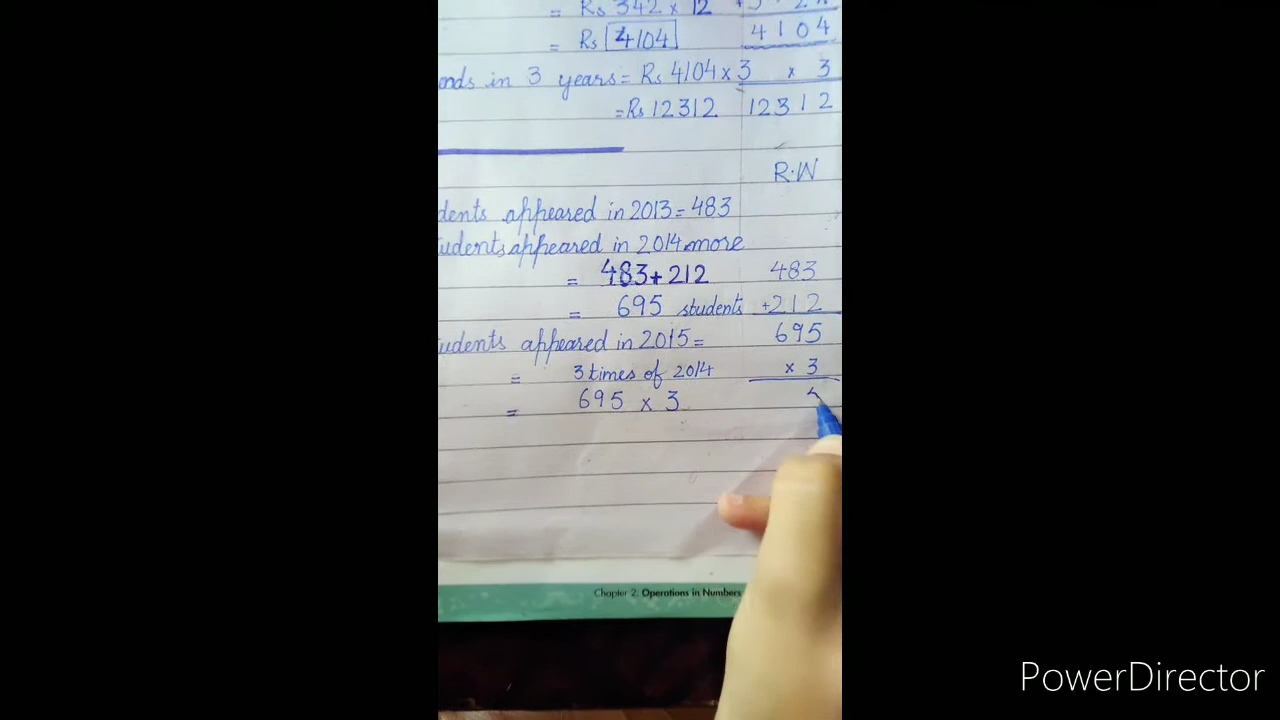 = Rs 342 x 12
= Rs 4104 4104
onds in 3 years = Rs 4104 x 3 x 3
= Rs 12312 12312
R.W
dents appeared in 2013 = 483
udents appeared in 2014 more
= 483 + 212 483
= 695 students +212
udents appeared in 2015 = 695
= 3 times of 2014 x 3
= 695 x 3
Chapter 2. Operations in Numbers
PowerDirector